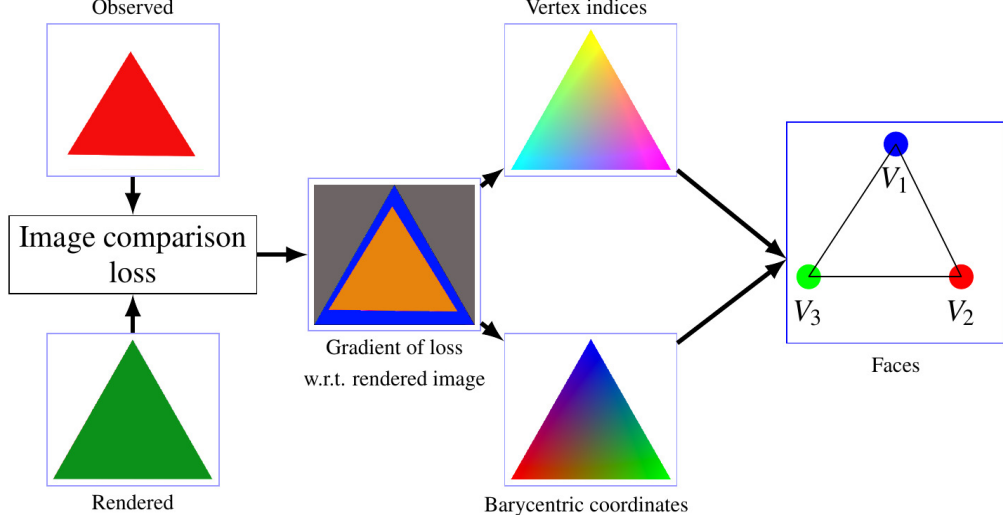 Observed
Vertex indices
Image comparison
loss
V1
V3
V2
Gradient of loss
w.r.t. rendered image
Faces
Rendered
Barycentric coordinates